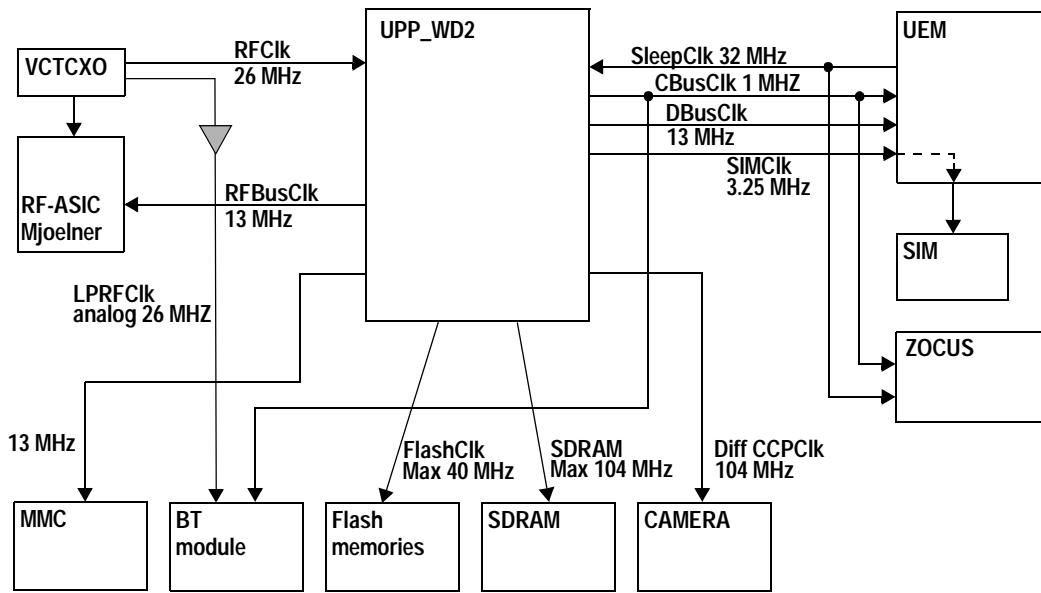 UPP_WD2
UEM
VCTCXO
RFClk
26 MHz
SleepClk 32 MHz
CBusClk 1 MHZ
DBusClk
13 MHz
SIMClk
3.25 MHz
RF-ASIC
Mjoelner
RFBusClk
13 MHz
SIM
LPRFClk
analog 26 MHZ
ZOCUS
13 MHz
FlashClk
Max 40 MHz
SDRAM
Max 104 MHz
Diff CCPClk
104 MHz
MMC
BT
module
Flash
memories
SDRAM
CAMERA